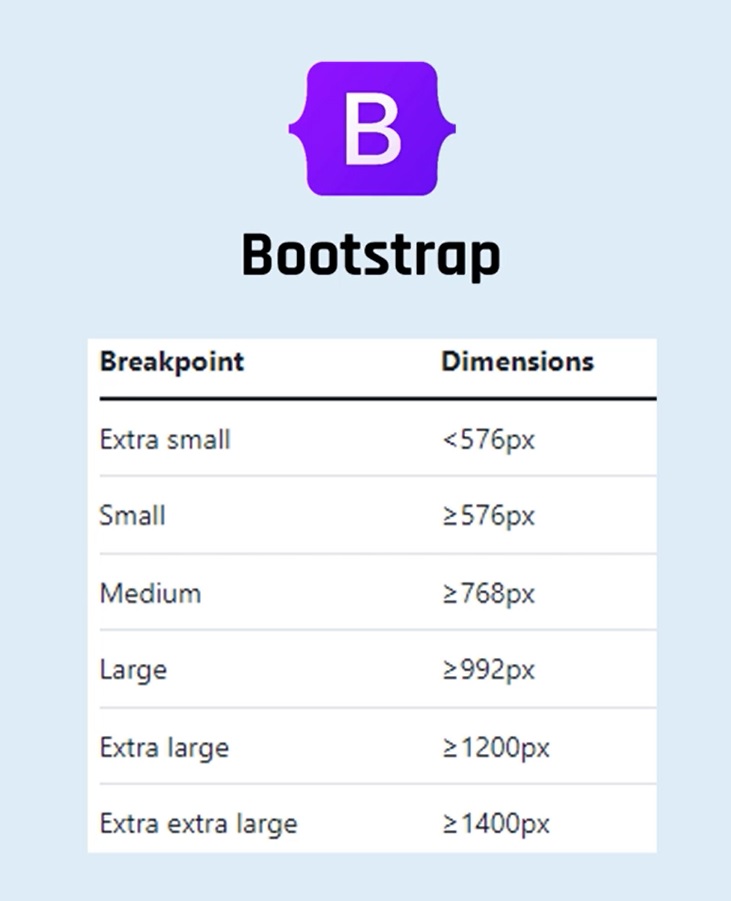 B
Bootstrap
Breakpoint Dimensions
Extra small <576px
Small ≥576px
Medium ≥768px
Large ≥992px
Extra large ≥1200px
Extra extra large ≥1400px